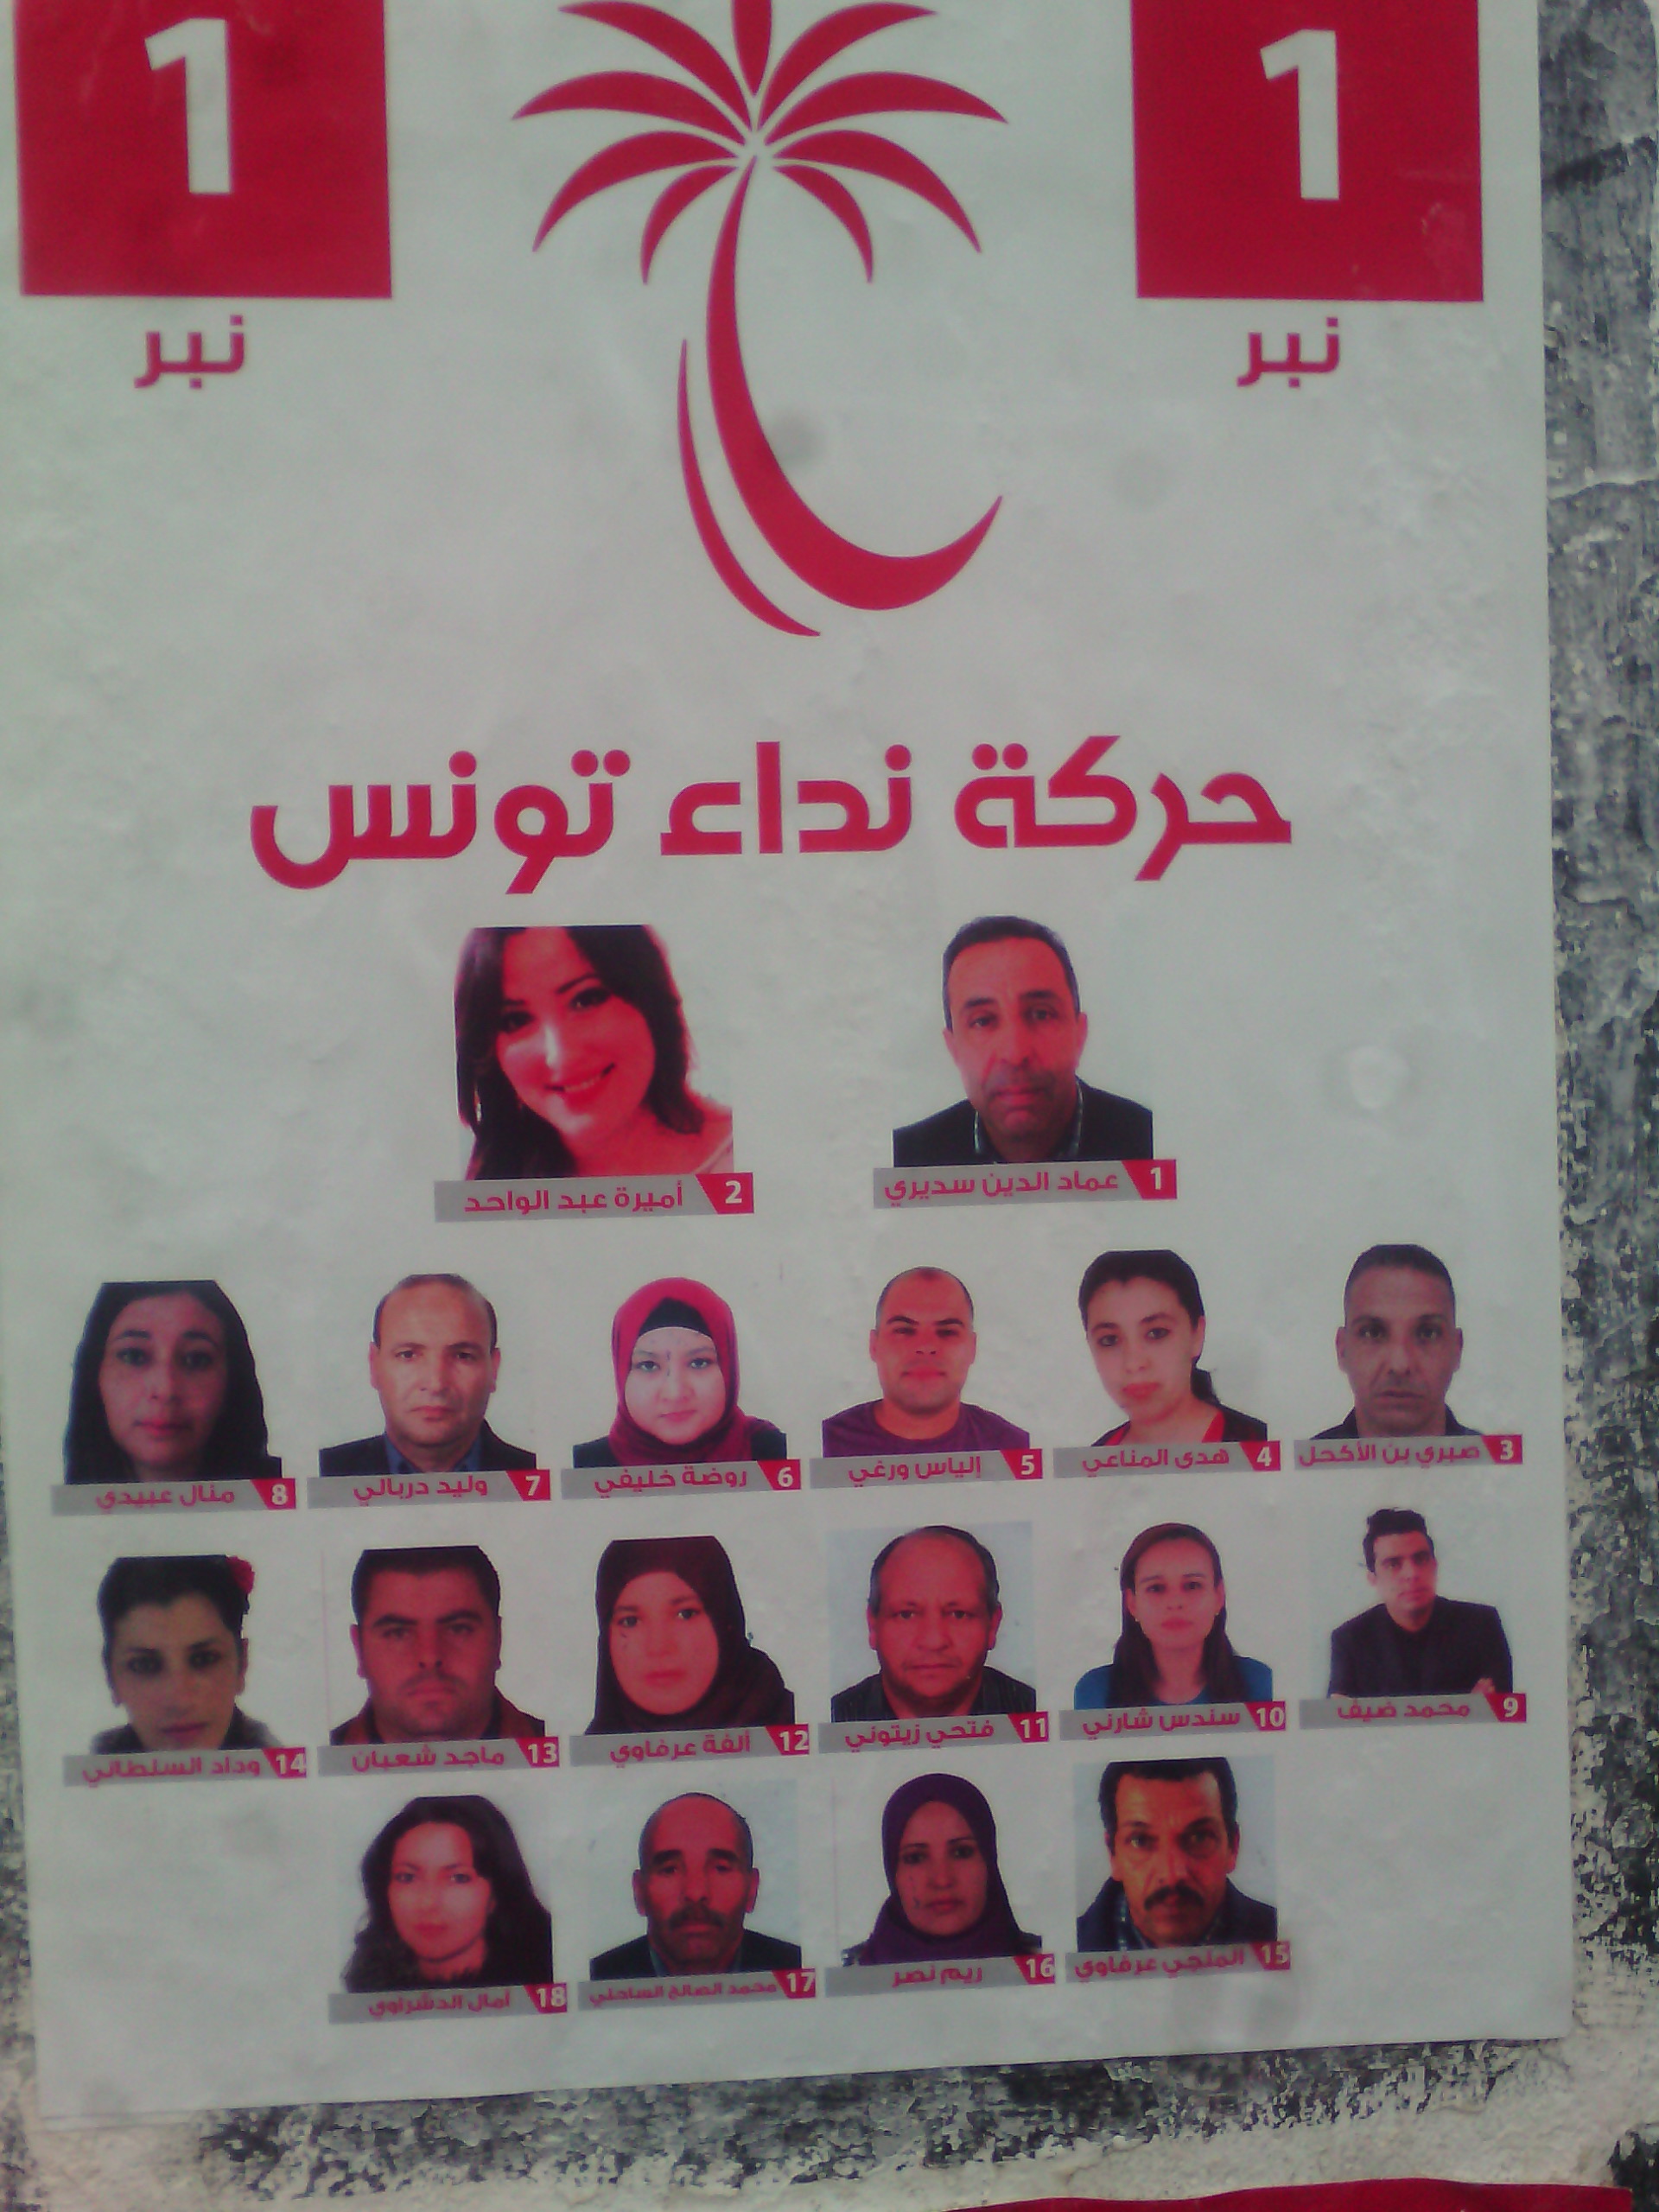 1 1
نبر نبر
حركة نداء تونس
1 عماد الدين سديري
2 أميرة عبد الواحد
3 صبري بن الأكحل
4 هدى المناعي
5 إلياس ورغي
6 روضة خليفي
7 وليد دربالي
8 منال عبيدي
9 محمد ضيف
10 سندس شارني
11 فتحي زيتوني
12 ألفة عرفاوي
13 ماجد شعبان
14 وداد السلطاني
15 المنجي عرفاوي
16 ريم نصر
17 محمد الصالح الساحلي
18 أمال الدشراوي